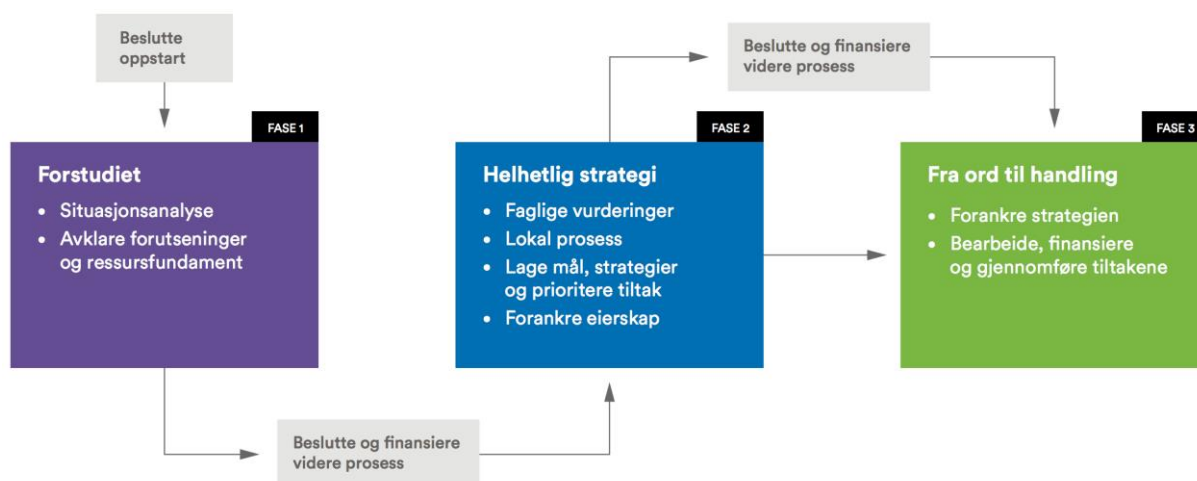 Beslutte
oppstart
FASE 1
Forstudiet
• Situasjonsanalyse
• Avklare forutseninger
og ressursfundament
Beslutte og finansiere
videre prosess
FASE 2
Helhetlig strategi
• Faglige vurderinger
• Lokal prosess
• Lage mål, strategier
og prioritere tiltak
• Forankre eierskap
Beslutte og finansiere
videre prosess
FASE 3
Fra ord til handling
• Forankre strategien
• Bearbeide, finansiere
og gjennomføre tiltakene